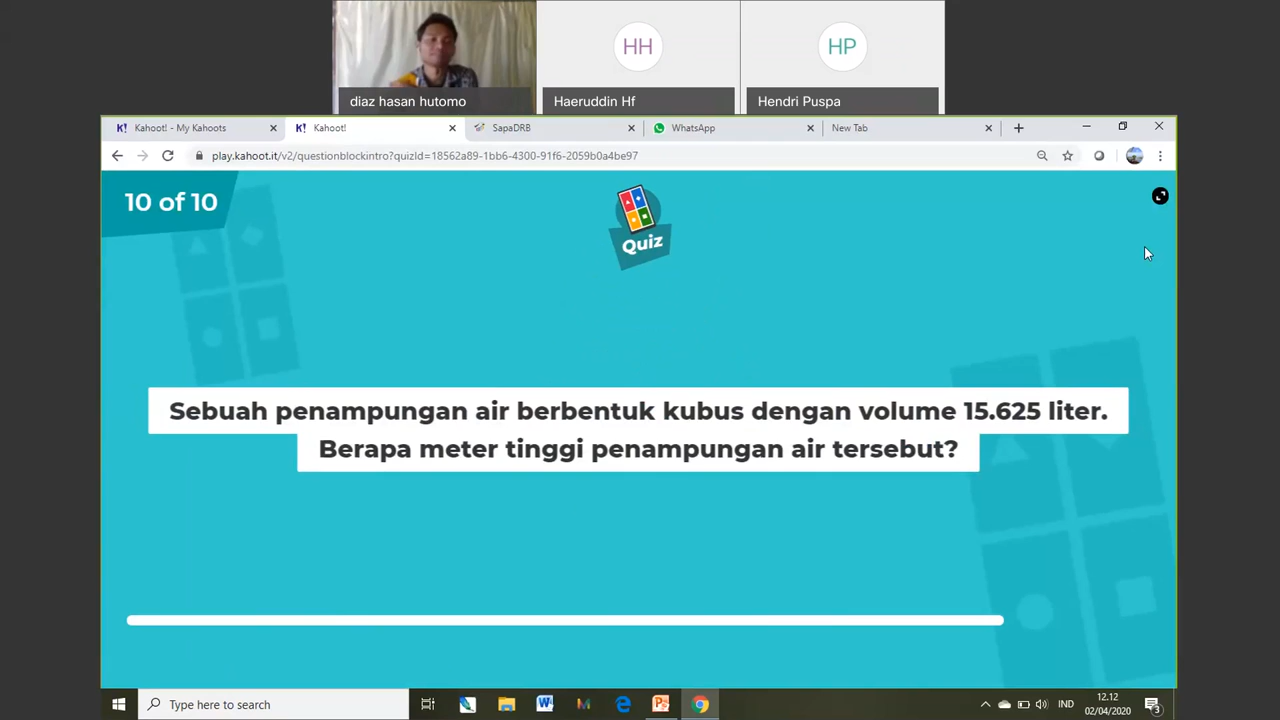 HH
HP
diaz hasan hutomo
Haeruddin Hf
Hendri Puspa
Kahoot! - My Kahoots
Kahoot!
SapaDRB
WhatsApp
New Tab
play.kahoot.it/v2/questionblockintro?quizId=18562a89-1bb6-4300-91f6-2059b0a4be97
10 of 10
Quiz
Sebuah penampungan air berbentuk kubus dengan volume 15.625 liter.
Berapa meter tinggi penampungan air tersebut?
Type here to search
IND
12.12
02/04/2020
3